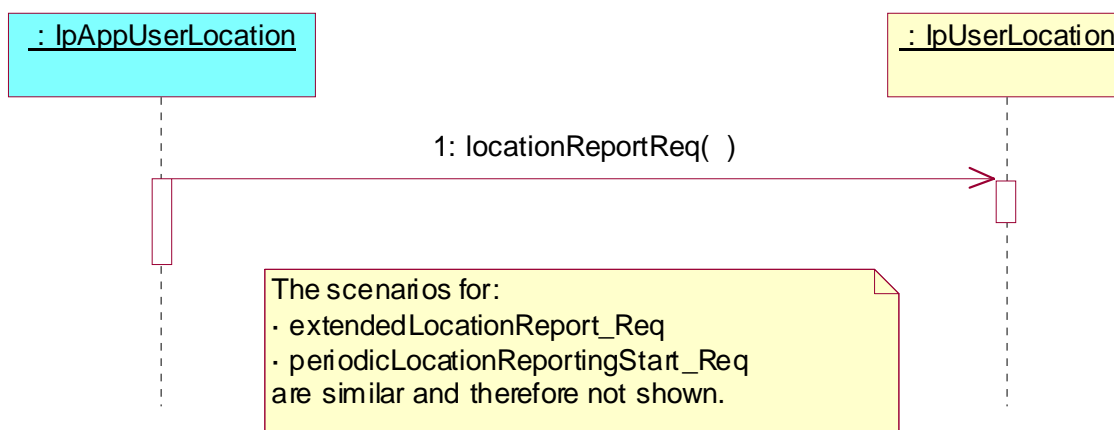 : IpAppUserLocation
: IpUserLocation
1: locationReportReq( )
The scenarios for:
· extendedLocationReport_Req
· periodicLocationReportingStart_Req
are similar and therefore not shown.